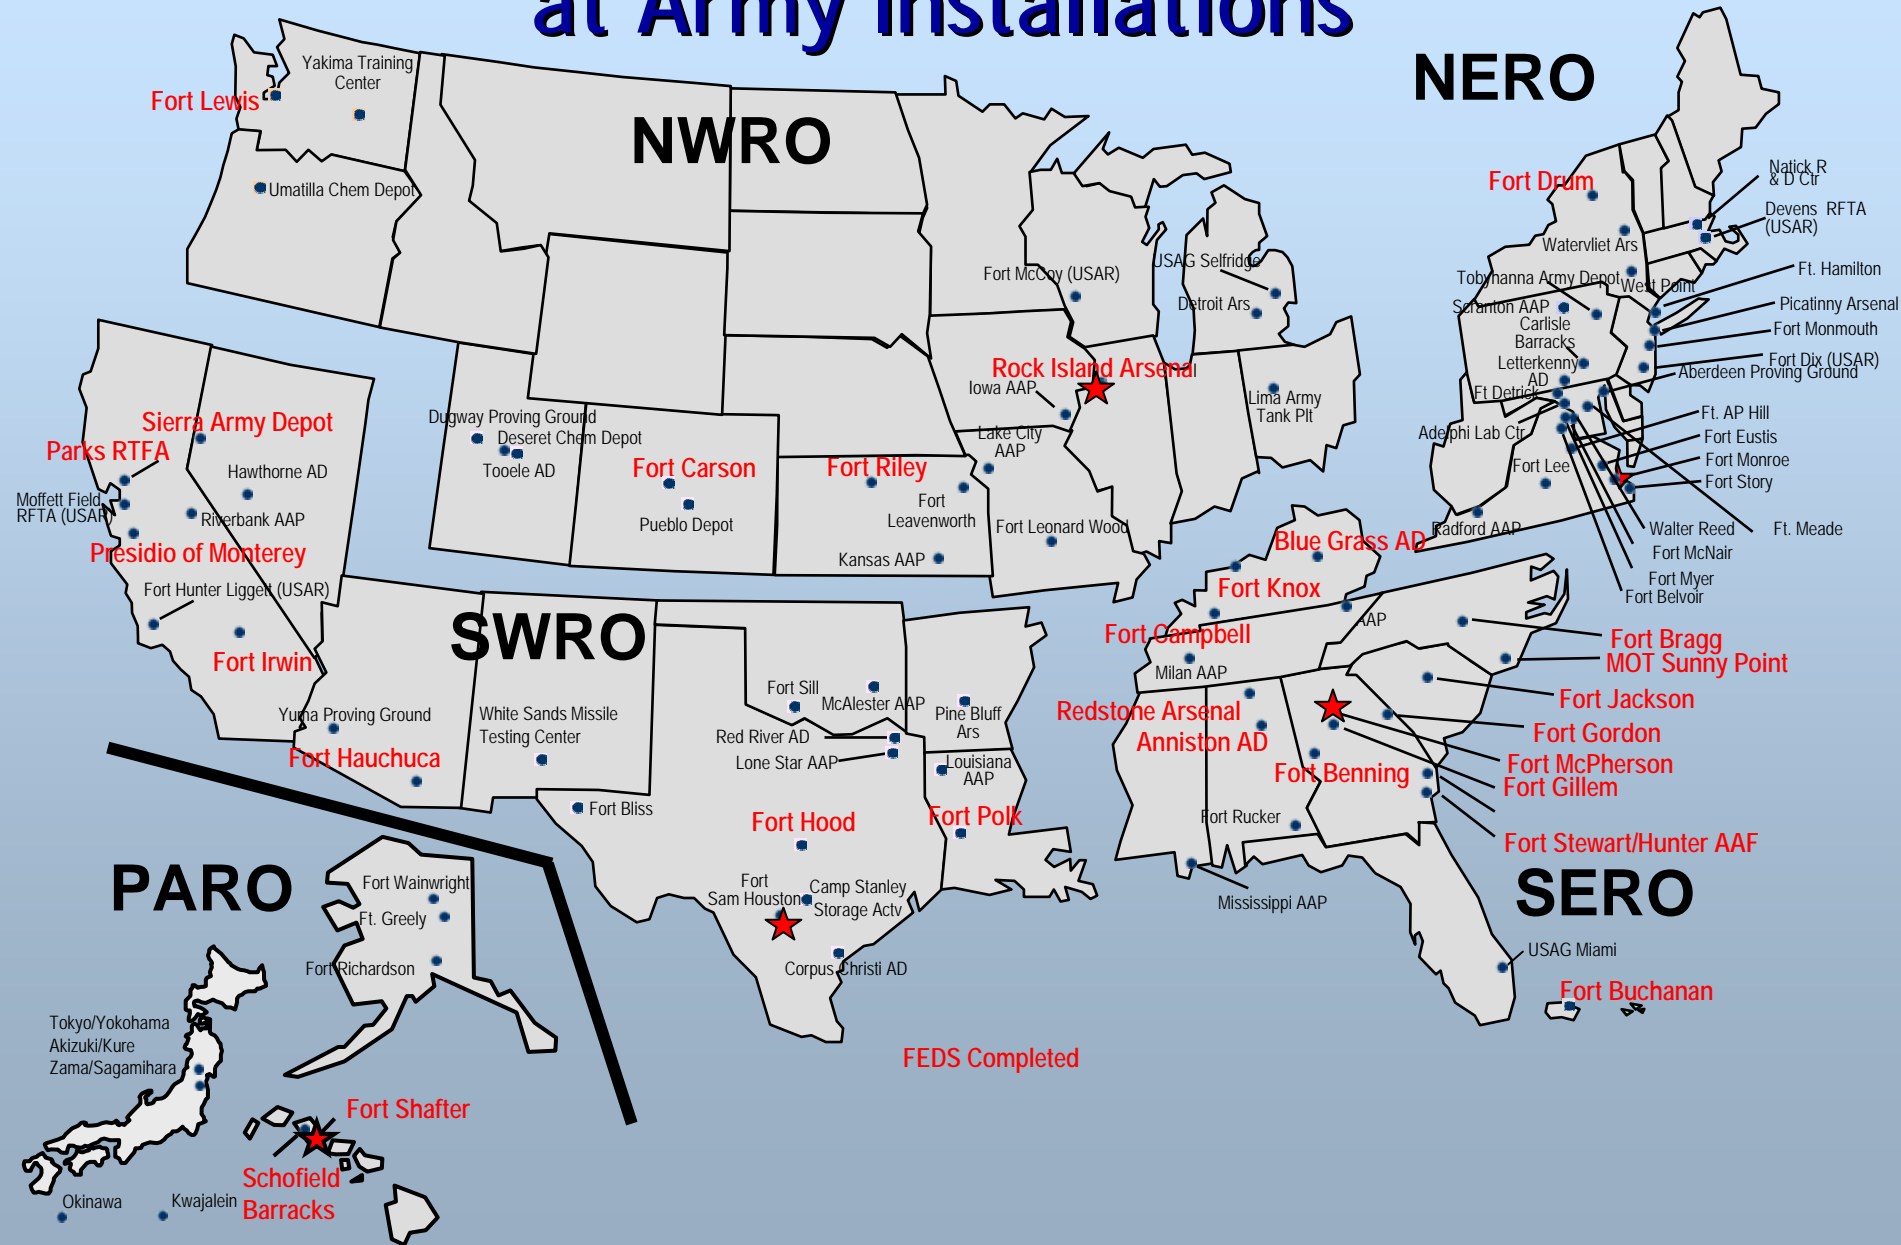 at Army Installations
NERO
NWRO
Yakima Training
Center
Fort Lewis
Umatilla Chem Depot
Fort Drum
Natick R
& D Ctr
Devens RFTA
(USAR)
Watervliet Ars
Fort McCoy (USAR)
USAG Selfridge
Detroit Ars
Tobyhanna Army Depot
West Point
Ft. Hamilton
Scranton AAP
Picatinny Arsenal
Carlisle
Barracks
Fort Monmouth
Letterkenny
AD
Fort Dix (USAR)
Aberdeen Proving Ground
Rock Island Arsenal
Iowa AAP
Lima Army
Tank Plt
Ft Detrick
Ft. AP Hill
Adelphi Lab Ctr
Fort Eustis
Fort Monroe
Fort Lee
Fort Story
Radford AAP
Walter Reed
Ft. Meade
Fort McNair
Fort Myer
Fort Belvoir
Sierra Army Depot
Parks RTFA
Hawthorne AD
Moffett Field
RFTA (USAR)
Riverbank AAP
Presidio of Monterey
Fort Hunter Liggett (USAR)
Fort Irwin
Dugway Proving Ground
Deseret Chem Depot
Tooele AD
Fort Carson
Pueblo Depot
Fort Riley
Lake City
AAP
Fort
Leavenworth
Fort Leonard Wood
Kansas AAP
Blue Grass AD
Fort Knox
Fort Campbell
AAP
Milan AAP
Fort Bragg
MOT Sunny Point
Fort Jackson
Fort Gordon
Fort McPherson
Fort Gillem
Redstone Arsenal
Anniston AD
Fort Benning
Fort Rucker
Fort Stewart/Hunter AAF
Mississippi AAP
SERO
USAG Miami
Fort Buchanan
SWRO
Yuma Proving Ground
Fort Hauchuca
White Sands Missile
Testing Center
Fort Sill
McAlester AAP
Pine Bluff
Ars
Red River AD
Lone Star AAP
Louisiana
AAP
Fort Bliss
Fort Hood
Fort Polk
Fort
Sam Houston
Camp Stanley
Storage Actv
Corpus Christi AD
PARO
Fort Wainwright
Ft. Greely
Fort Richardson
Tokyo/Yokohama
Akizuki/Kure
Zama/Sagamihara
Fort Shafter
Schofield
Barracks
Okinawa
Kwajalein
FEDS Completed